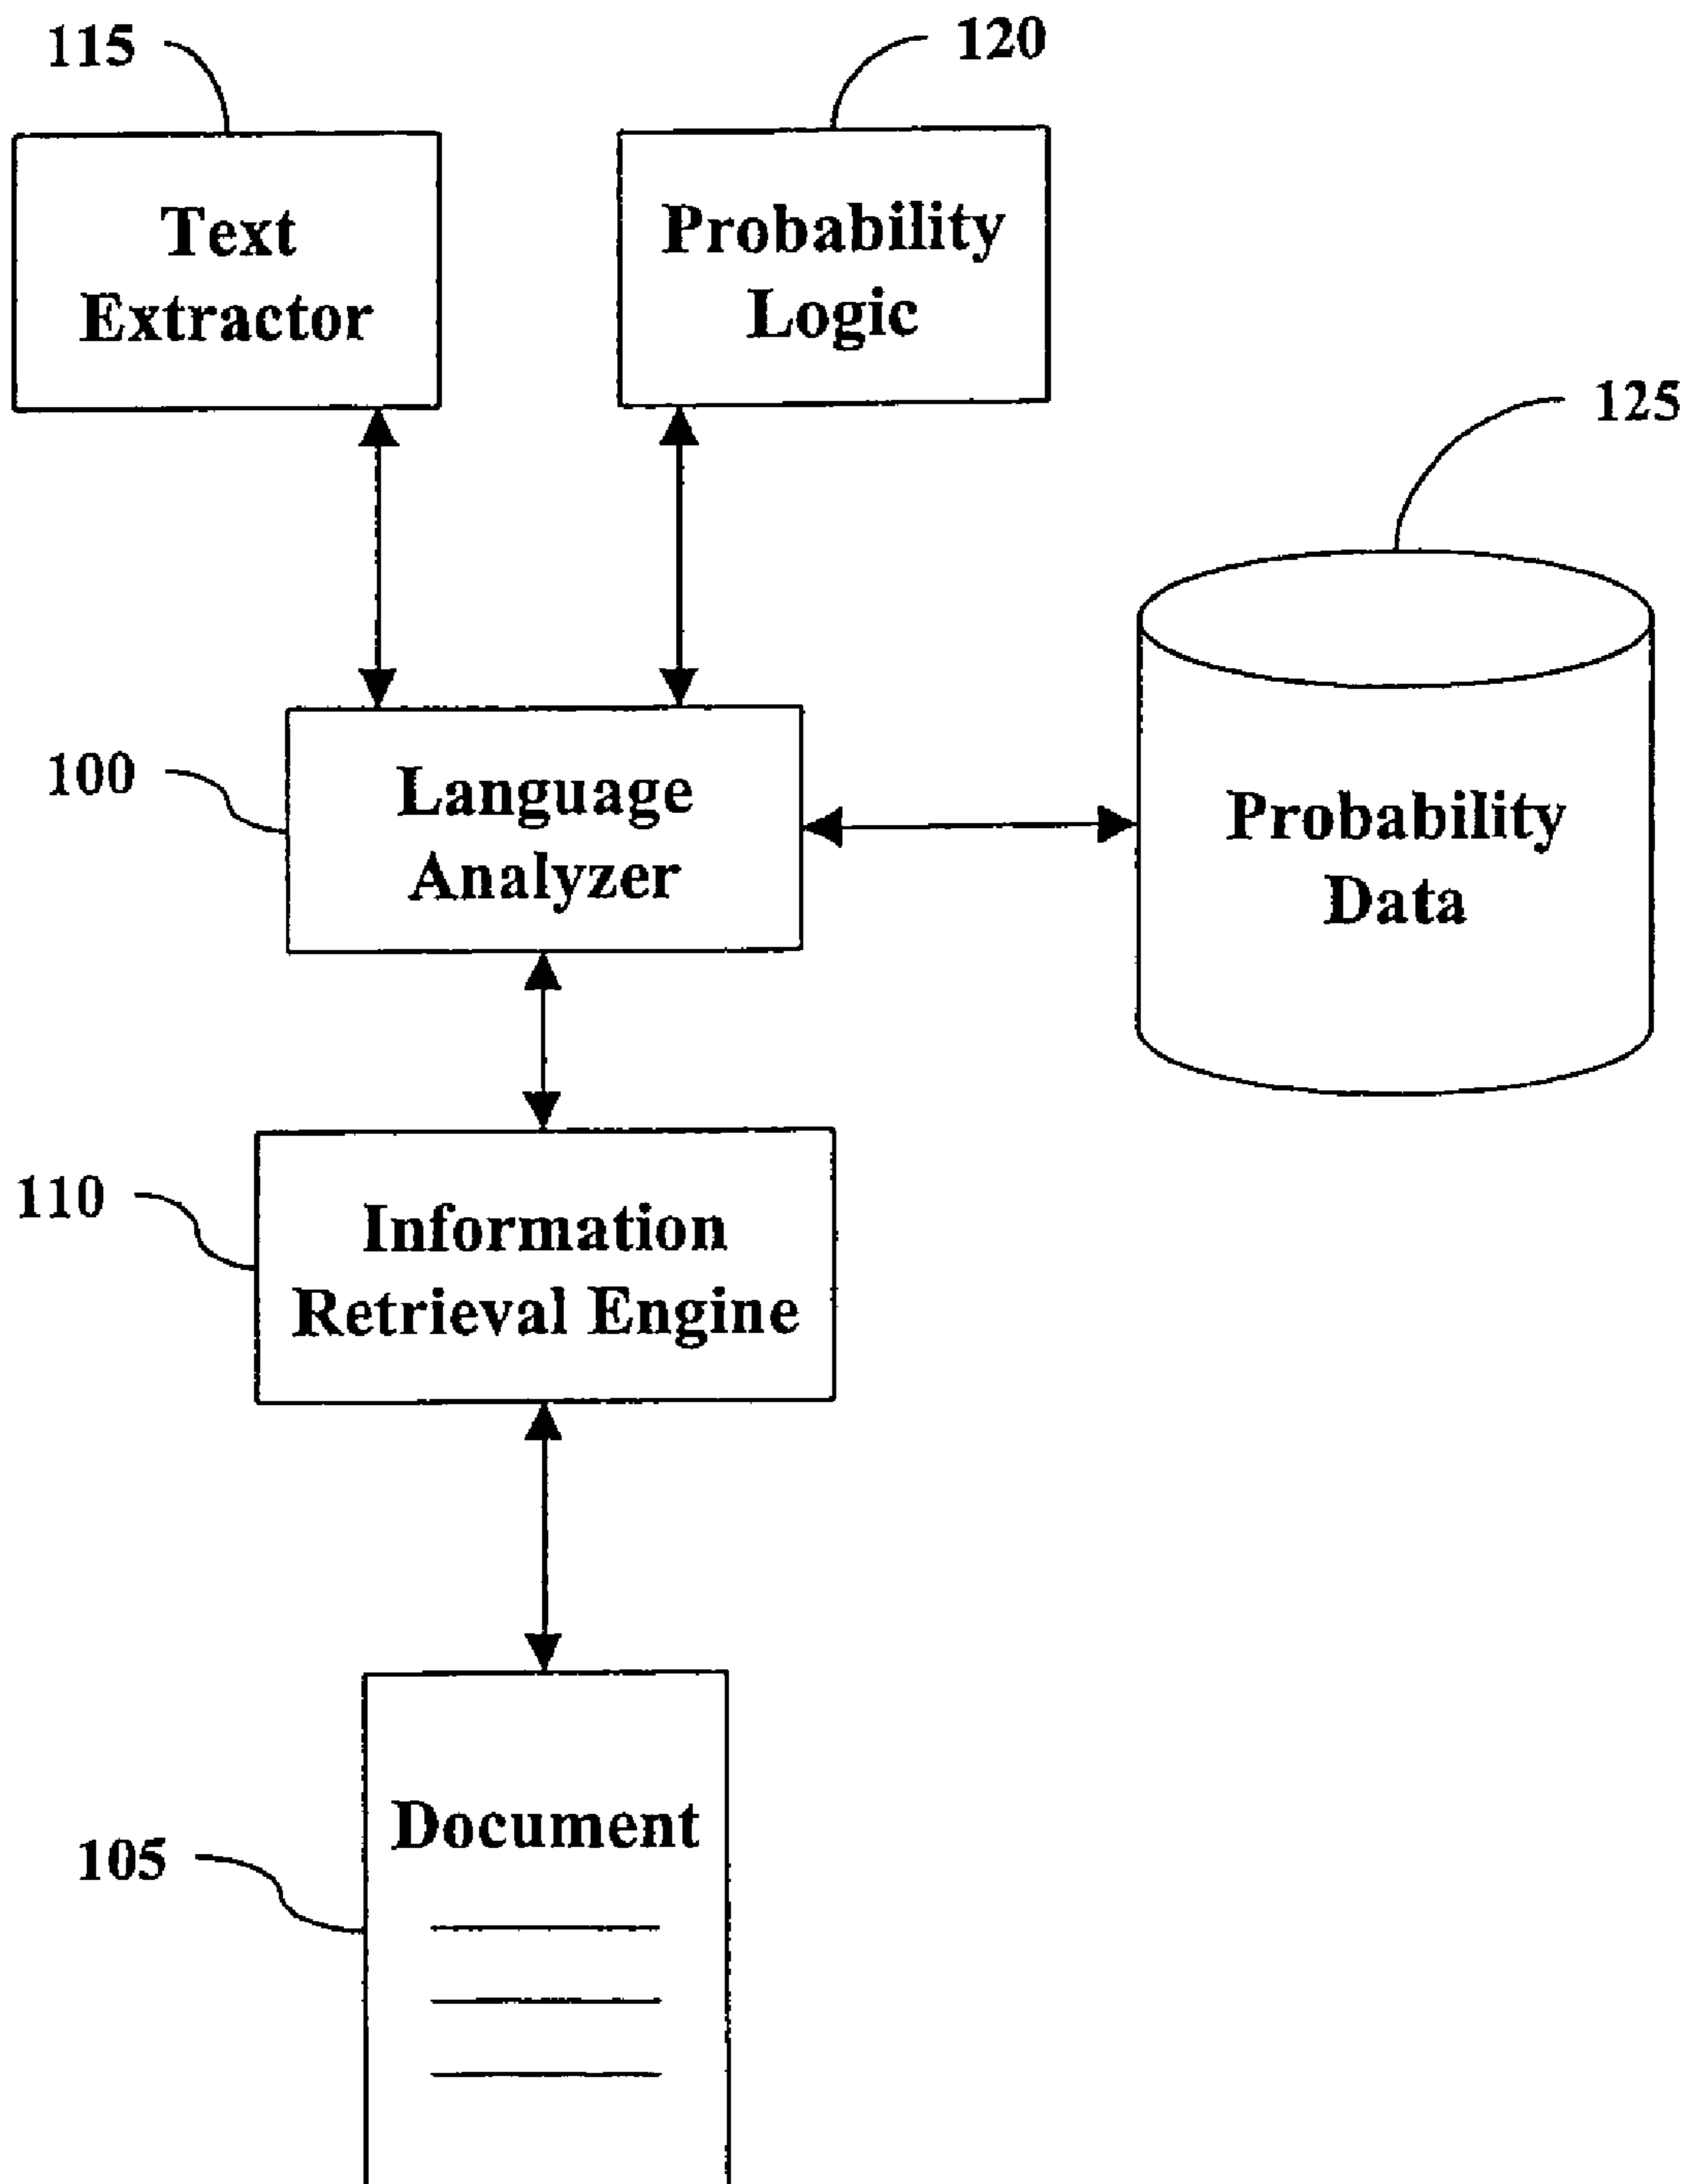 115
120
Text
Extractor
Probability
Logic
125
100
Language
Analyzer
Probability
Data
110
Information
Retrieval Engine
105
Document